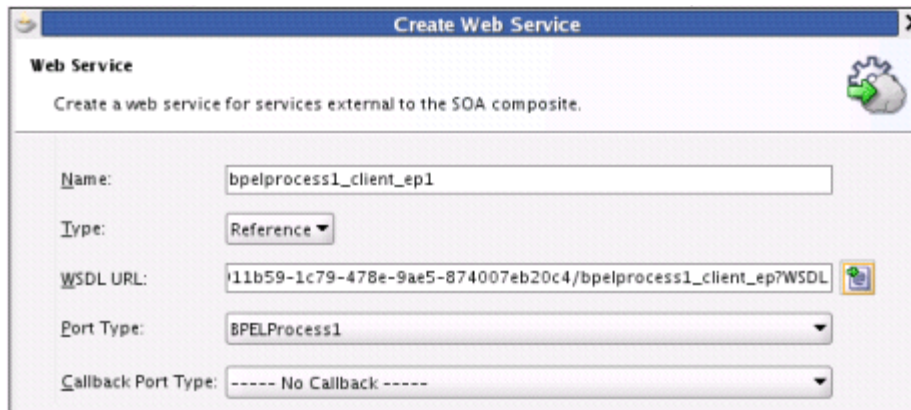 Create Web Service
Web Service
Create a web service for services external to the SOA composite.
Name: bpelprocess1_client_ep1
Type: Reference
WSDL URL: 11b59-1c79-478e-9ae5-874007eb20c4/bpelprocess1_client_ep?WSDL
Port Type: BPELProcess1
Callback Port Type: ----- No Callback -----